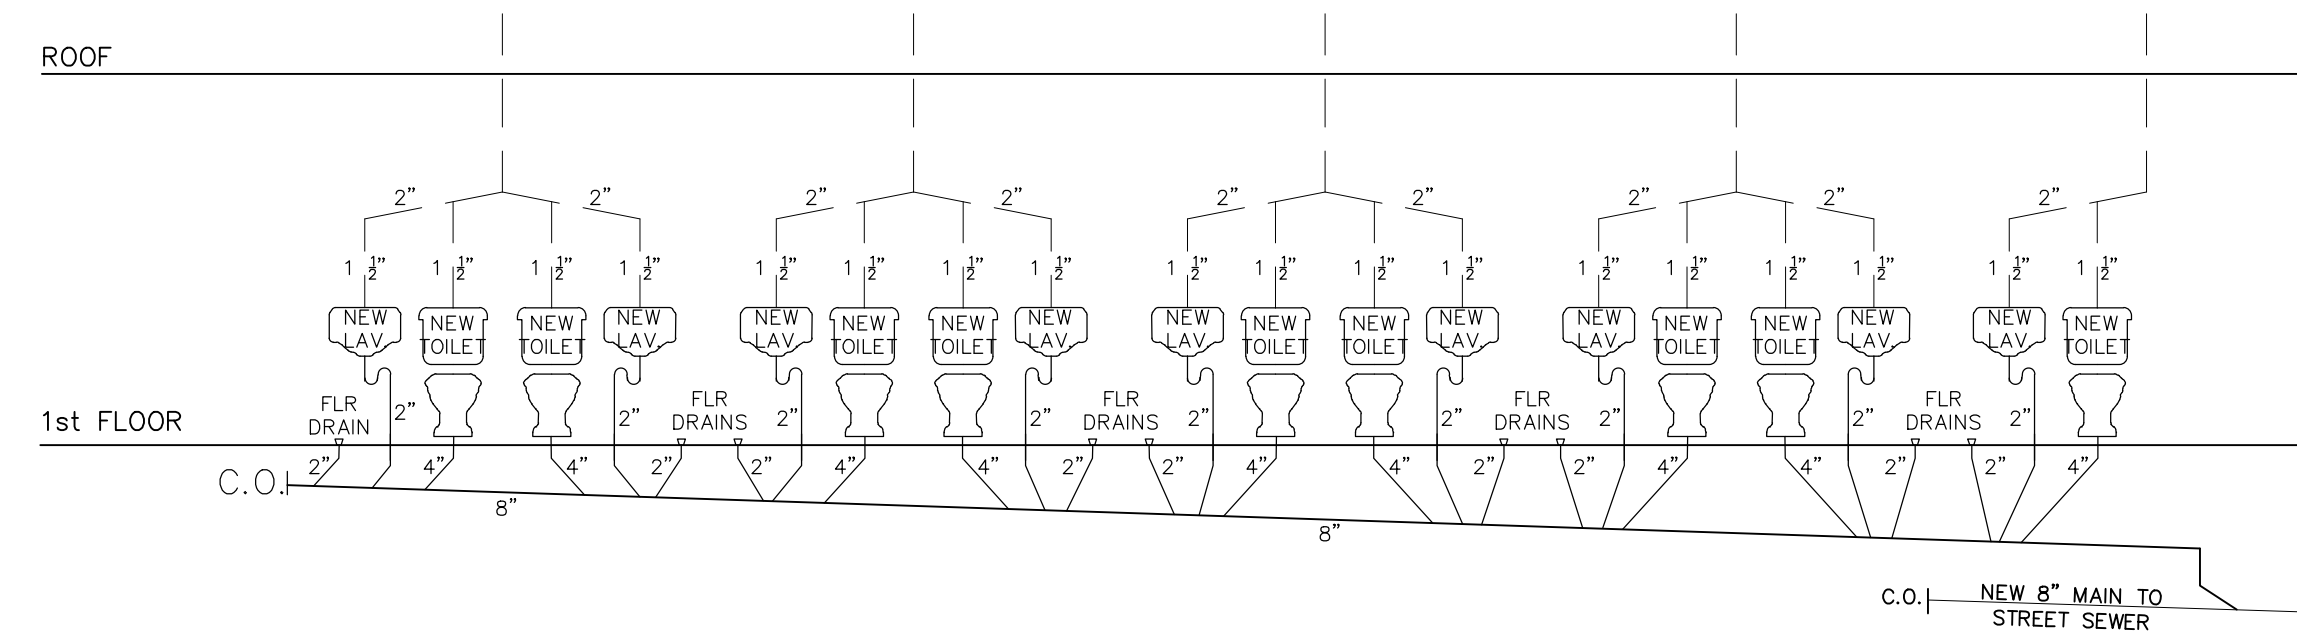 ROOF
2” 2” 2” 2” 2” 2” 2” 2” 2”
1 ½” 1 ½” 1 ½” 1 ½” 1 ½” 1 ½” 1 ½” 1 ½” 1 ½” 1 ½” 1 ½” 1 ½” 1 ½” 1 ½” 1 ½” 1 ½” 1 ½” 1 ½”
NEW NEW NEW NEW NEW NEW NEW NEW NEW NEW NEW NEW NEW NEW NEW NEW NEW NEW
LAV. TOILET TOILET LAV. LAV. TOILET TOILET LAV. LAV. TOILET TOILET LAV. LAV. TOILET TOILET LAV. LAV. TOILET
FLR FLR FLR FLR FLR
DRAIN DRAINS DRAINS DRAINS DRAINS
1st FLOOR 2” 2” 2” 2” 2” 2” 2” 2” 2”
2” 4” 4” 2” 2” 4” 4” 2” 2” 4” 4” 2” 2” 4” 4” 2” 2” 4”
C.O.
8”
8”
C.O. NEW 8” MAIN TO
STREET SEWER